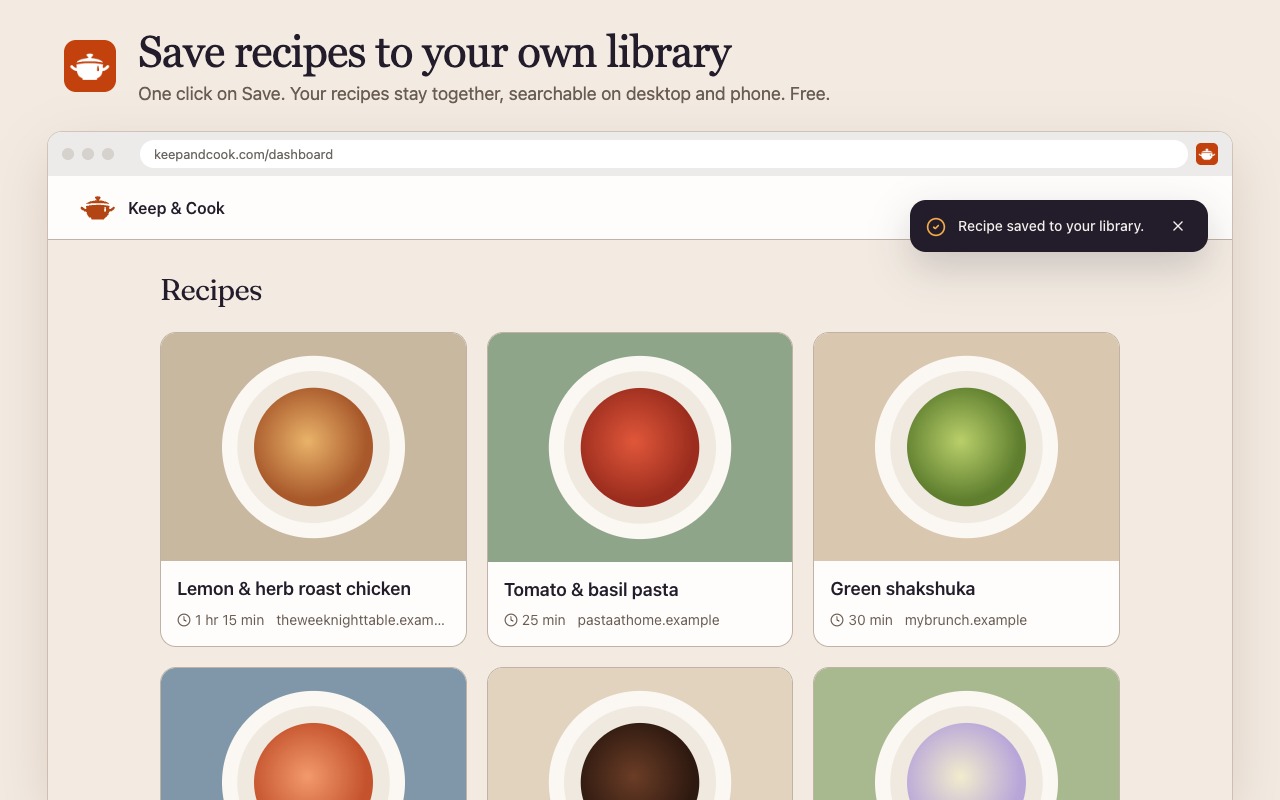 Save recipes to your own library
One click on Save. Your recipes stay together, searchable on desktop and phone. Free.
keepandcook.com/dashboard
Keep & Cook
Recipe saved to your library.
Recipes
Lemon & herb roast chicken
1 hr 15 min theweeknighttable.exam…
Tomato & basil pasta
25 min pastaathome.example
Green shakshuka
30 min mybrunch.example